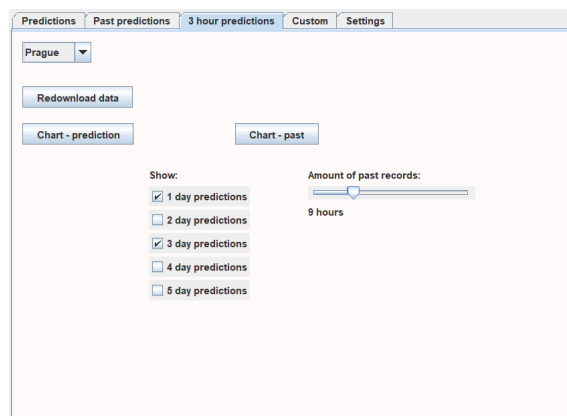 Predictions Past predictions 3 hour predictions Custom Settings
Prague
Redownload data
Chart - prediction Chart - past
Show: Amount of past records:
1 day predictions
9 hours
2 day predictions
3 day predictions
4 day predictions
5 day predictions